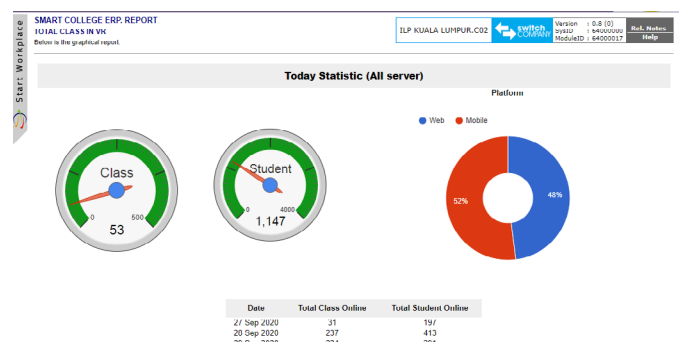 SMART COLLEGE ERP. REPORT
TOTAL CLASS IN VR
Below is the graphical report.
ILP KUALA LUMPUR.C02
switch
COMPANY
Version : 0.8 (0)
SysID : 64000000
ModuleID : 64000017
Rel. Notes
Help
Start Workplace
Today Statistic (All server)
Platform
Web Mobile
Class
0 500
53
Student
0 4000
1,147
52% 48%
Date Total Class Online Total Student Online
27 Sep 2020 31 197
28 Sep 2020 237 413